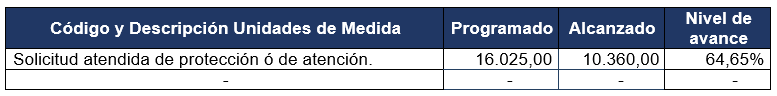 Código y Descripción Unidades de Medida Programado Alcanzado Nivel de avance
Solicitud atendida de protección ó de atención. 16.025,00 10.360,00 64,65%
- - - -